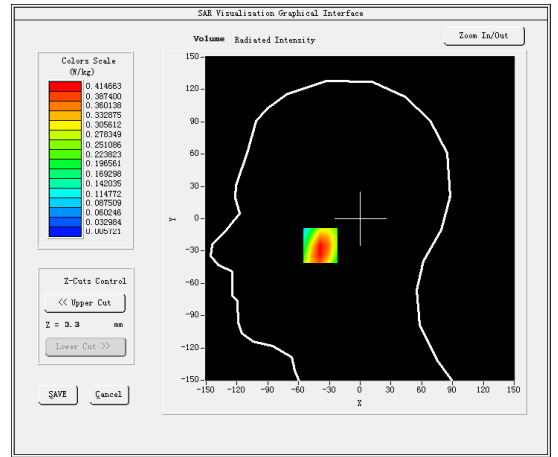 SAR Visualisation Graphical Interface
Volume Radiated Intensity
Zoom In/Out
Colors Scale
(W/kg)
0.414663
0.387400
0.360138
0.332875
0.305612
0.278349
0.251086
0.223823
0.196561
0.169298
0.142035
0.114772
0.087509
0.060246
0.032984
0.005721
Z-Cuts Control
<< Upper Cut
Z = 0.3 mm
Lower Cut >>
SAVE Cancel
150
120
90
60
30
0
-30
-60
-90
-120
-150
Y
-150 -120 -90 -60 -30 0 30 60 90 120 150
X